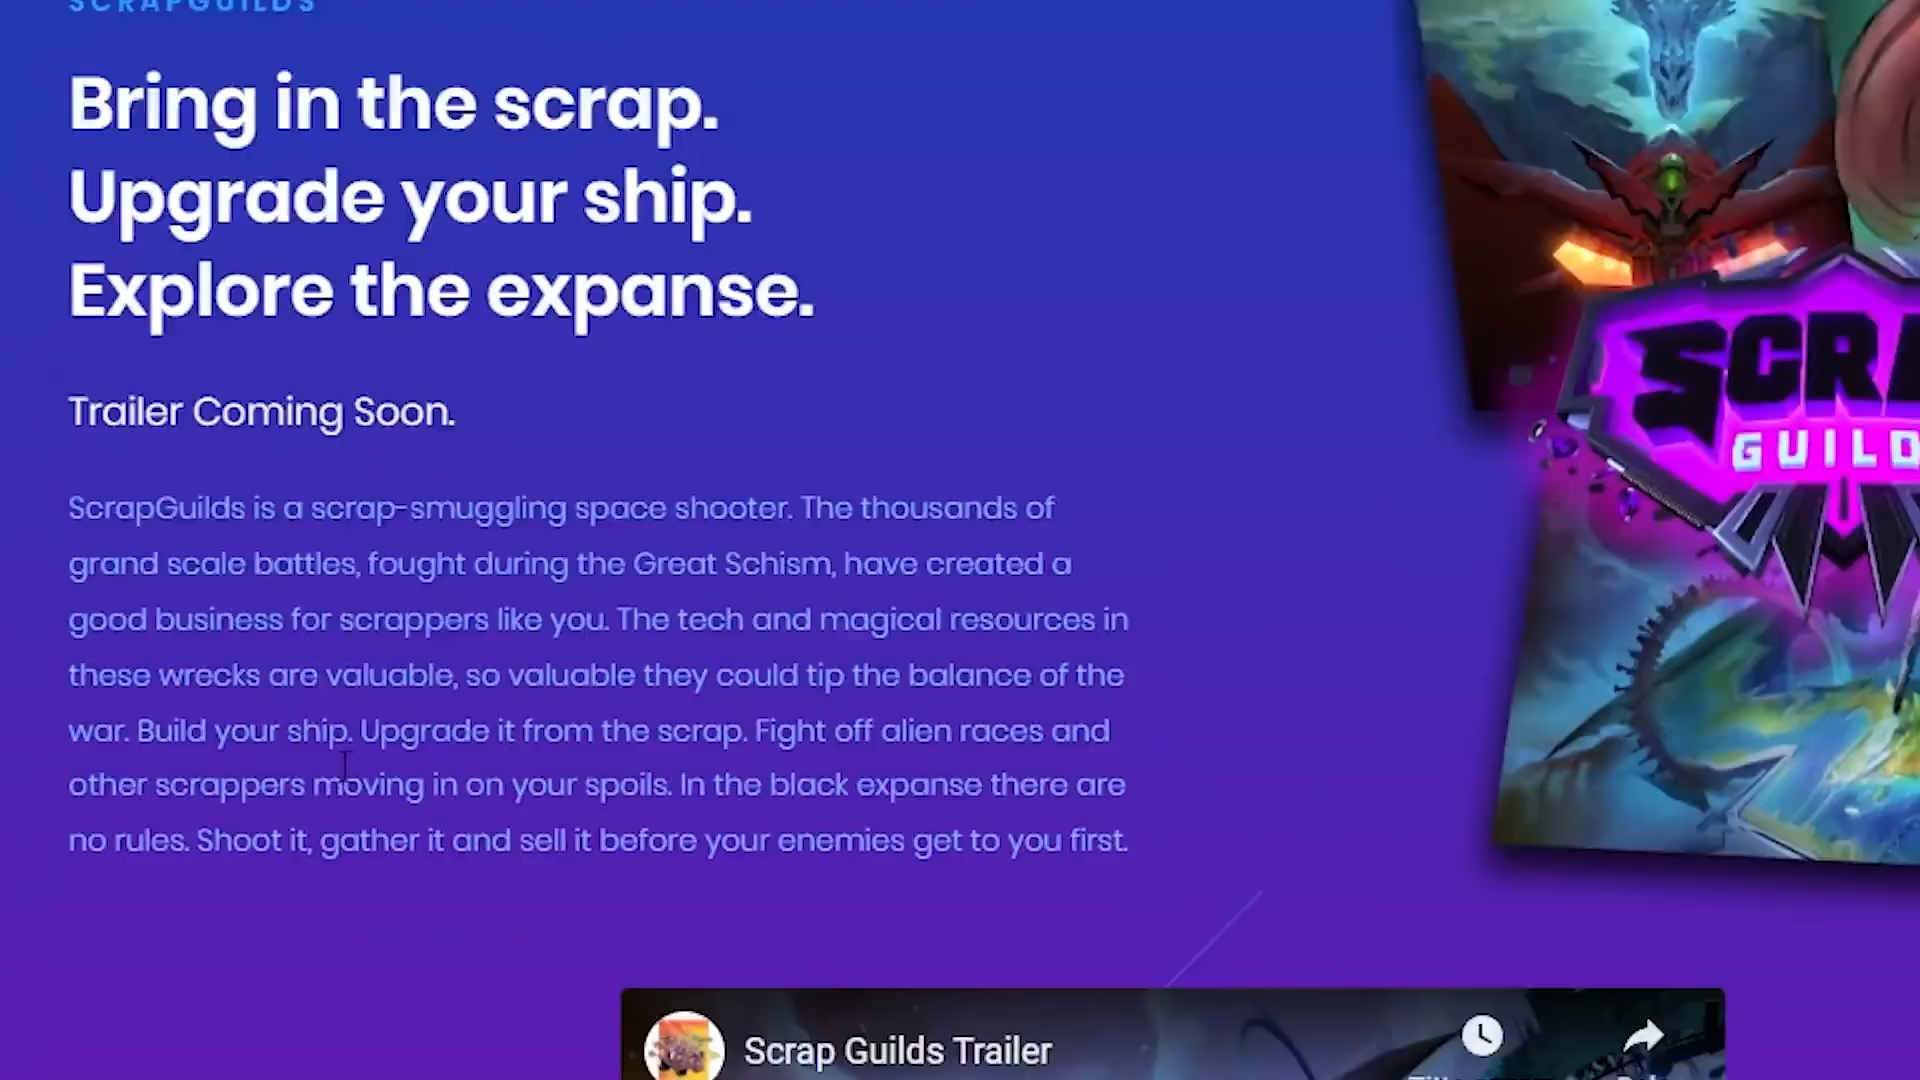 SCRAPGUILDS
Bring in the scrap.
Upgrade your ship.
Explore the expanse.
Trailer Coming Soon.
ScrapGuilds is a scrap-smuggling space shooter. The thousands of
grand scale battles, fought during the Great Schism, have created a
good business for scrappers like you. The tech and magical resources in
these wrecks are valuable, so valuable they could tip the balance of the
war. Build your ship. Upgrade it from the scrap. Fight off alien races and
other scrappers moving in on your spoils. In the black expanse there are
no rules. Shoot it, gather it and sell it before your enemies get to you first.
SCR
GUILD
Scrap Guilds Trailer